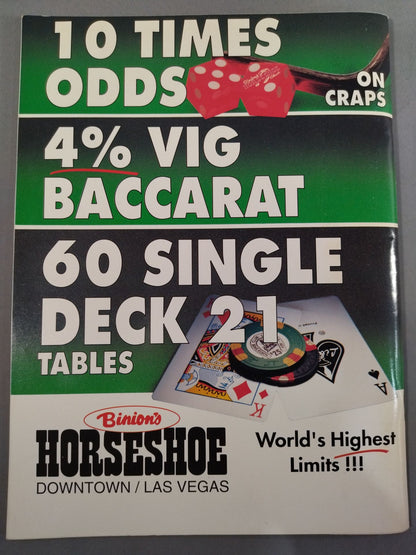 10 TIMES
ODDS
ON
CRAPS
4% VIG
BACCARAT
60 SINGLE
DECK 21
TABLES
K
A
Binion's
HORSESHOE
DOWNTOWN / LAS VEGAS
World's Highest
Limits !!!